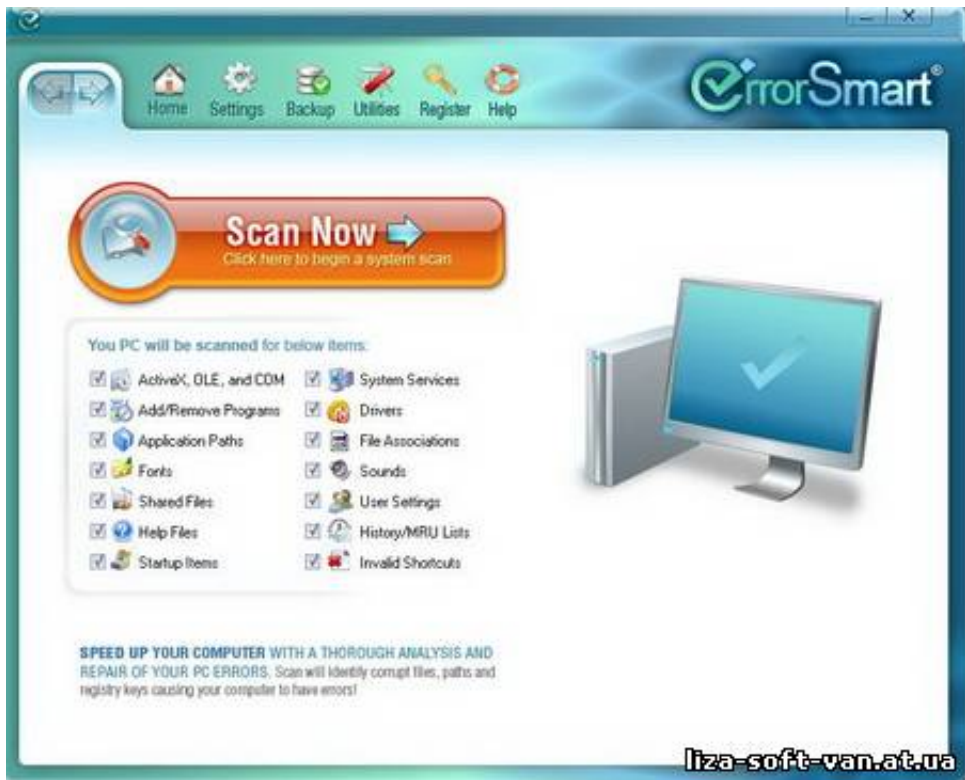 Home Settings Backup Utilities Register Help
ErrorSmart®
Scan Now
Click here to begin a system scan
You PC will be scanned for below items:
ActiveX, OLE, and COM
Add/Remove Programs
Application Paths
Fonts
Shared Files
Help Files
Startup Items
System Services
Drivers
File Associations
Sounds
User Settings
History/MRU Lists
Invalid Shortcuts
SPEED UP YOUR COMPUTER WITH A THOROUGH ANALYSIS AND
REPAIR OF YOUR PC ERRORS. Scan will identify corrupt files, paths and
registry keys causing your computer to have errors!
liza-soft-van.at.ua